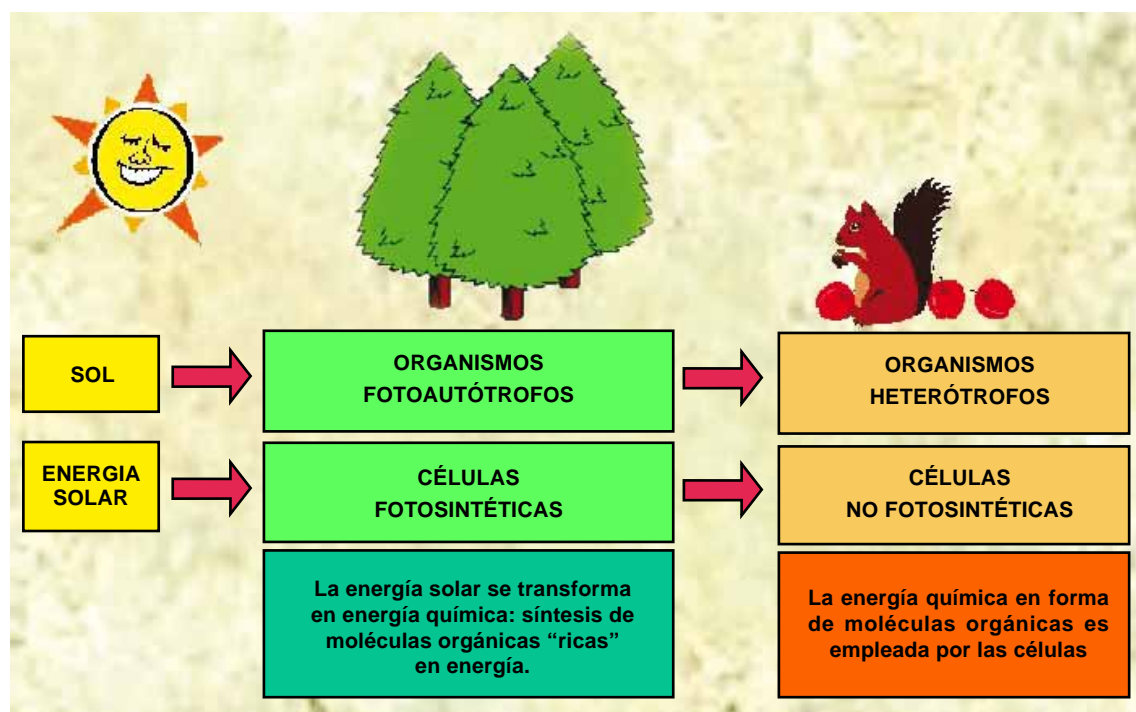 SOL
ORGANISMOS
FOTOAUTÓTROFOS
ORGANISMOS
HETERÓTROFOS
ENERGIA
SOLAR
CÉLULAS
FOTOSINTÉTICAS
CÉLULAS
NO FOTOSINTÉTICAS
La energía solar se transforma
en energía química: síntesis de
moléculas orgánicas “ricas”
en energía.
La energía química en forma
de moléculas orgánicas es
empleada por las células